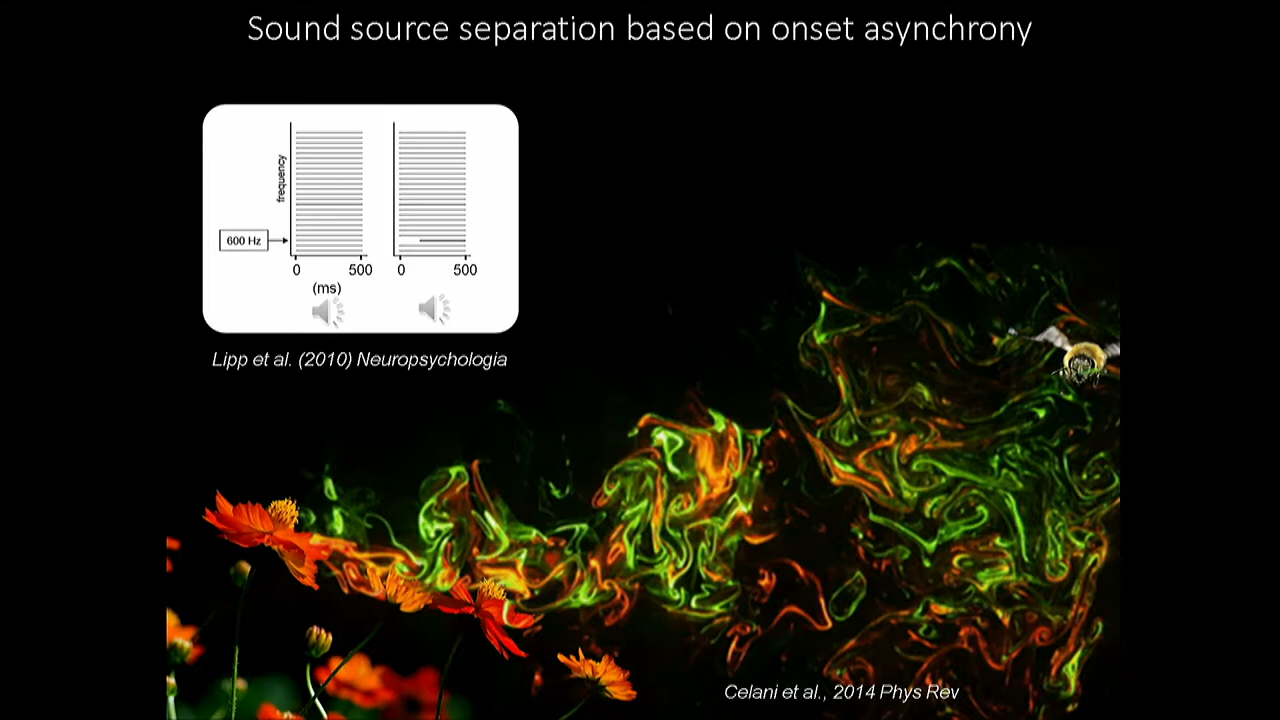 Sound source separation based on onset asynchrony
frequency
600 Hz
0 500 0 500
(ms)
Lipp et al. (2010) Neuropsychologia
Celani et al., 2014 Phys Rev